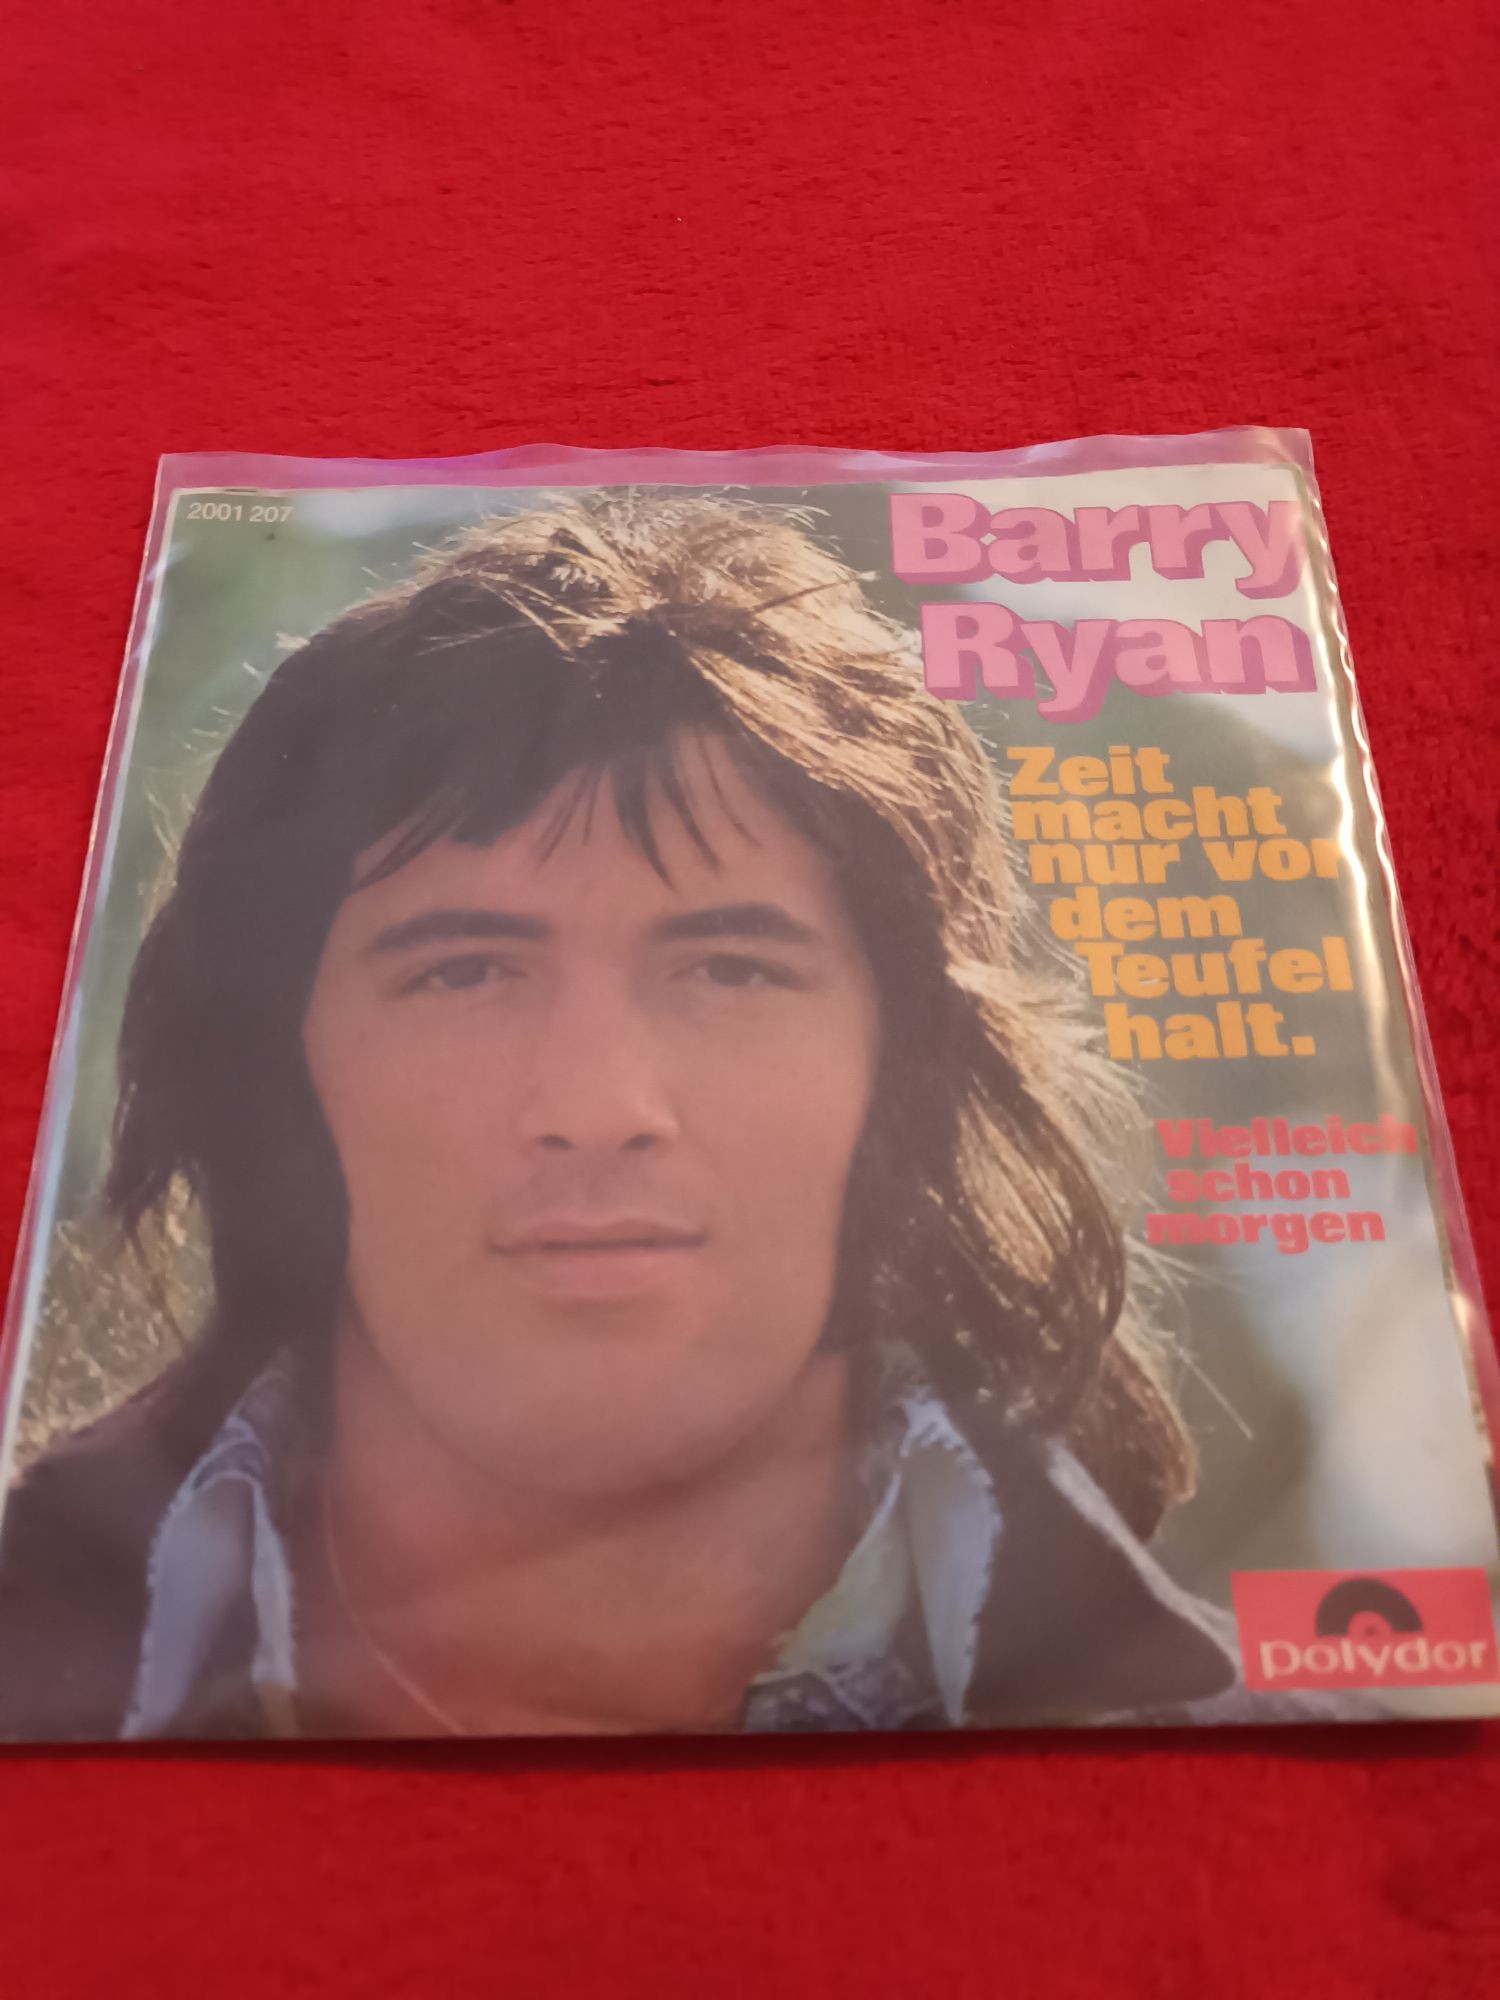 2001 207
Barry
Ryan
Zeit
macht
nur vor
dem
Teufel
halt.
Vielleich
schon
morgen
polydor